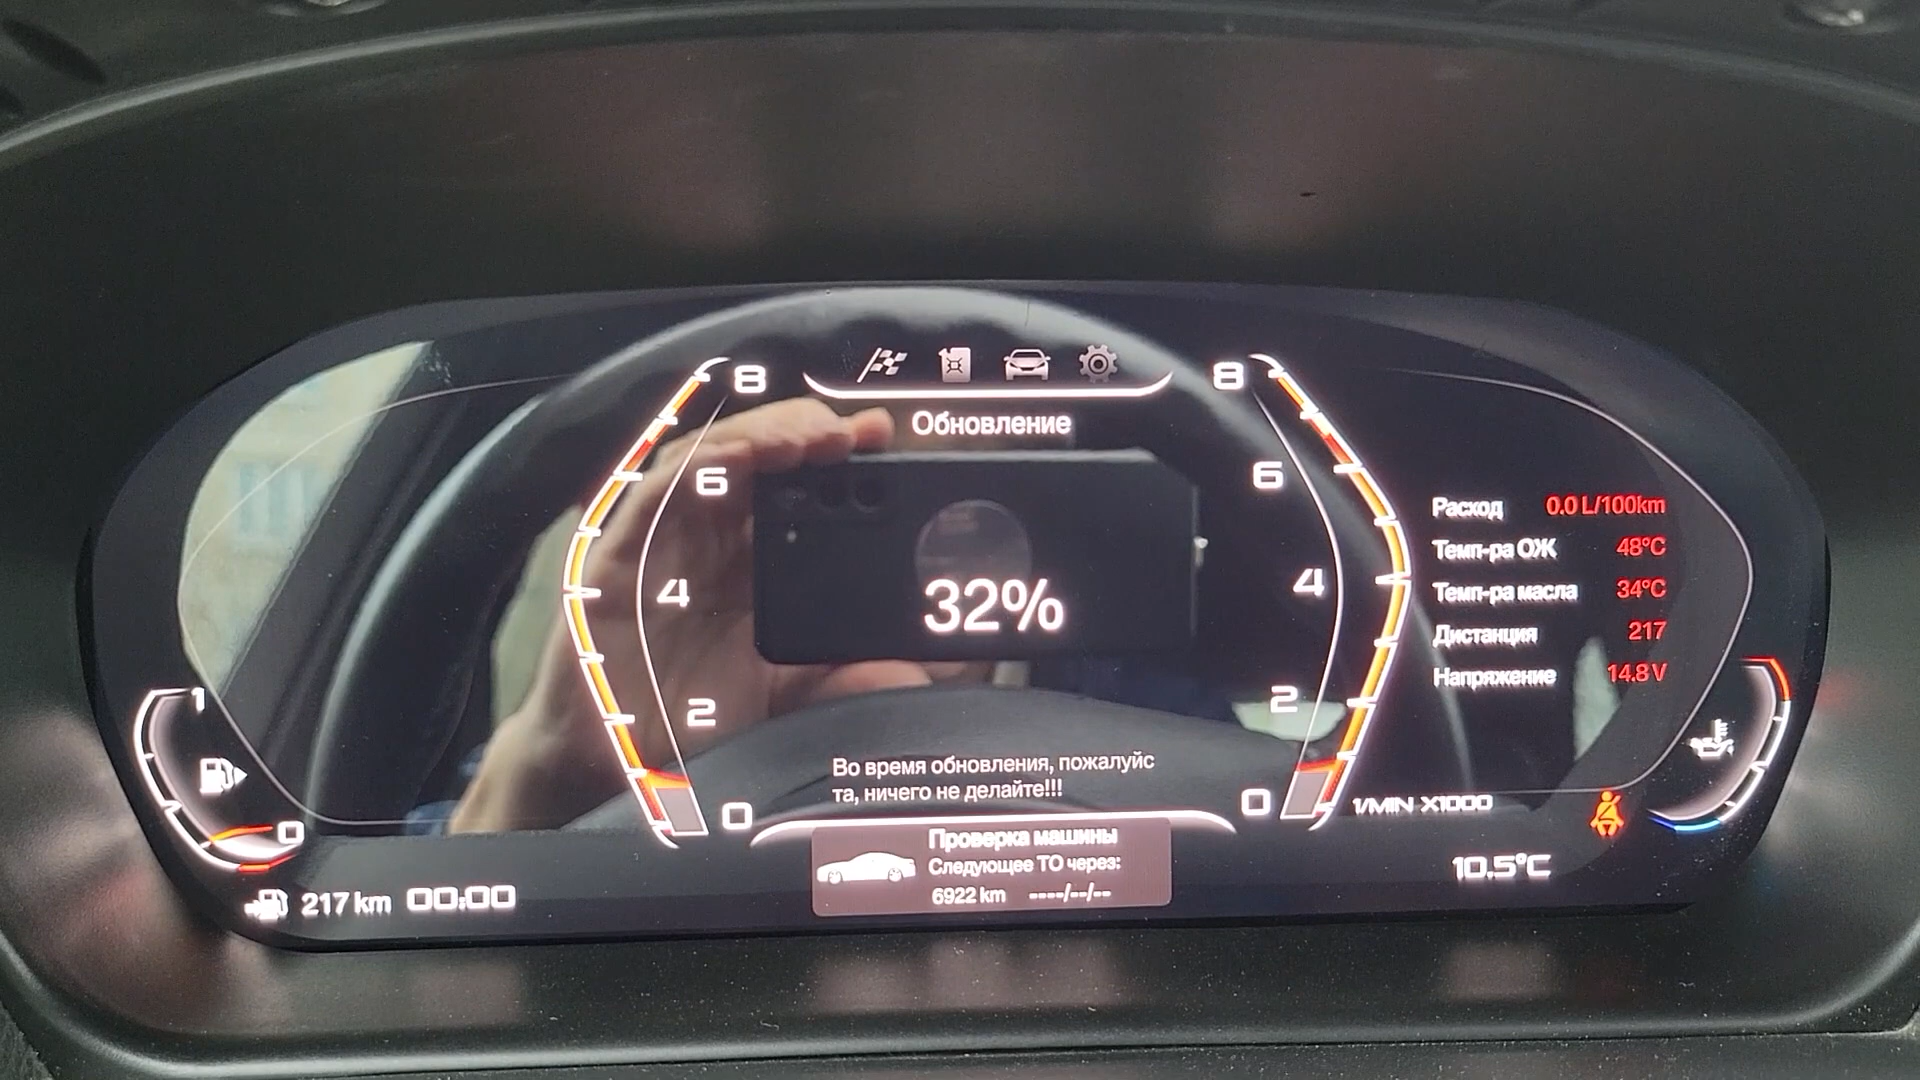 Обновление
8
6
4
2
0
8
6
4
2
0
32%
Во время обновления, пожалуйс
та, ничего не делайте!!!
Расход 0.0 L/100km
Темп-ра ОЖ 48°C
Темп-ра масла 34°C
Дистанция 217
Напряжение 14.8 V
1/MIN X1000
1
0
Проверка машины
Следующее ТО через:
6922 km ----/--/--
217 km 00:00
10.5°C